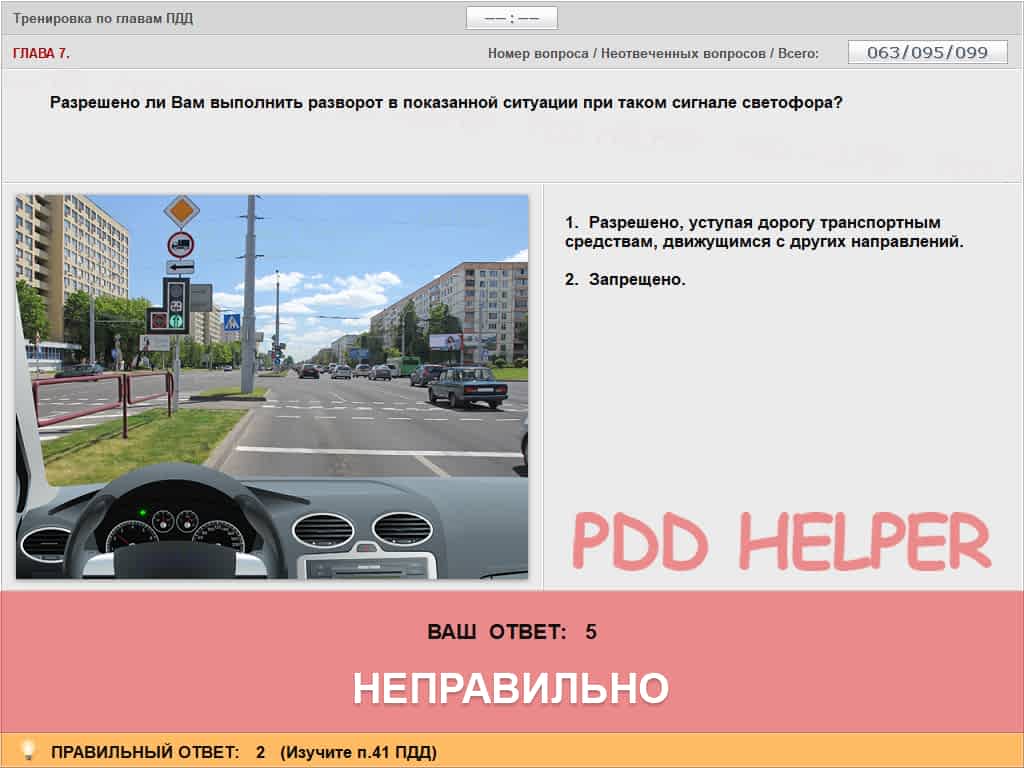 Тренировка по главам ПДД
−− : −−
ГЛАВА 7.
Номер вопроса / Неотвеченных вопросов / Всего:
063/095/099
Разрешено ли Вам выполнить разворот в показанной ситуации при таком сигнале светофора?
1. Разрешено, уступая дорогу транспортным
средствам, движущимся с других направлений.
2. Запрещено.
PDD HELPER
ВАШ ОТВЕТ: 5
НЕПРАВИЛЬНО
ПРАВИЛЬНЫЙ ОТВЕТ: 2 (Изучите п.41 ПДД)